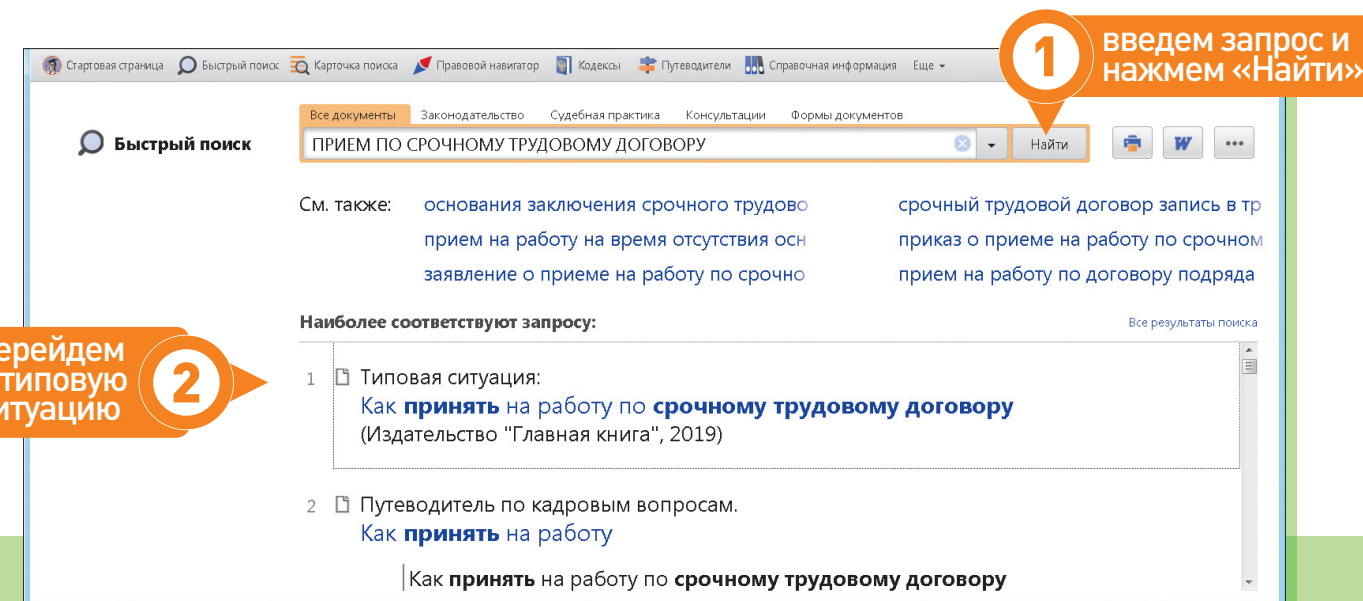 1 введем запрос и
нажмем «Найти»
Стартовая страница Быстрый поиск Карточка поиска Правовой навигатор Кодексы Путеводители Справочная информация Еще
Все документы Законодательство Судебная практика Консультации Формы документов
Быстрый поиск ПРИЕМ ПО СРОЧНОМУ ТРУДОВОМУ ДОГОВОРУ Найти W
См. также: основания заключения срочного трудово срочный трудовой договор запись в тр
прием на работу на время отсутствия осн приказ о приеме на работу по срочном
заявление о приеме на работу по срочно прием на работу по договору подряда
Наиболее соответствуют запросу: Все результаты поиска
ерейдем
типовую 2
итуацию
1 Типовая ситуация:
Как принять на работу по срочному трудовому договору
(Издательство "Главная книга", 2019)
2 Путеводитель по кадровым вопросам.
Как принять на работу
Как принять на работу по срочному трудовому договору